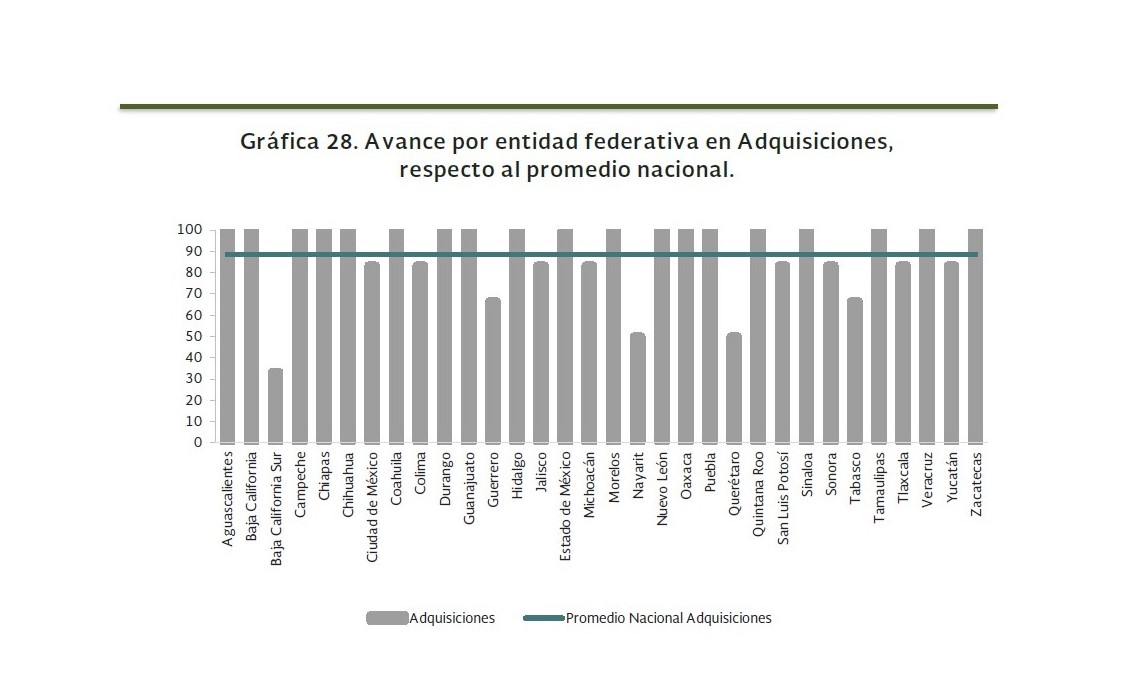 Gráfica 28. Avance por entidad federativa en Adquisiciones,
respecto al promedio nacional.
100
90
80
70
60
50
40
30
20
10
0
Aguascalientes
Baja California
Baja California Sur
Campeche
Chiapas
Chihuahua
Ciudad de México
Coahuila
Colima
Durango
Guanajuato
Guerrero
Hidalgo
Jalisco
Estado de México
Michoacán
Morelos
Nayarit
Nuevo León
Oaxaca
Puebla
Querétaro
Quintana Roo
San Luis Potosí
Sinaloa
Sonora
Tabasco
Tamaulipas
Tlaxcala
Veracruz
Yucatán
Zacatecas
Adquisiciones
Promedio Nacional Adquisiciones